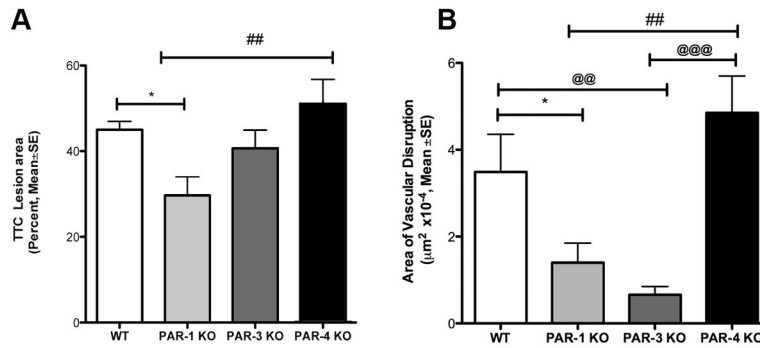 A
##
*
TTC Lesion area
(Percent, Mean±SE)
60
40
20
0
WT PAR-1 KO PAR-3 KO PAR-4 KO
B
##
@@@
@@
*
Area of Vascular Disruption
(µm² x10⁻⁴, Mean ±SE)
6
4
2
0
WT PAR-1 KO PAR-3 KO PAR-4 KO